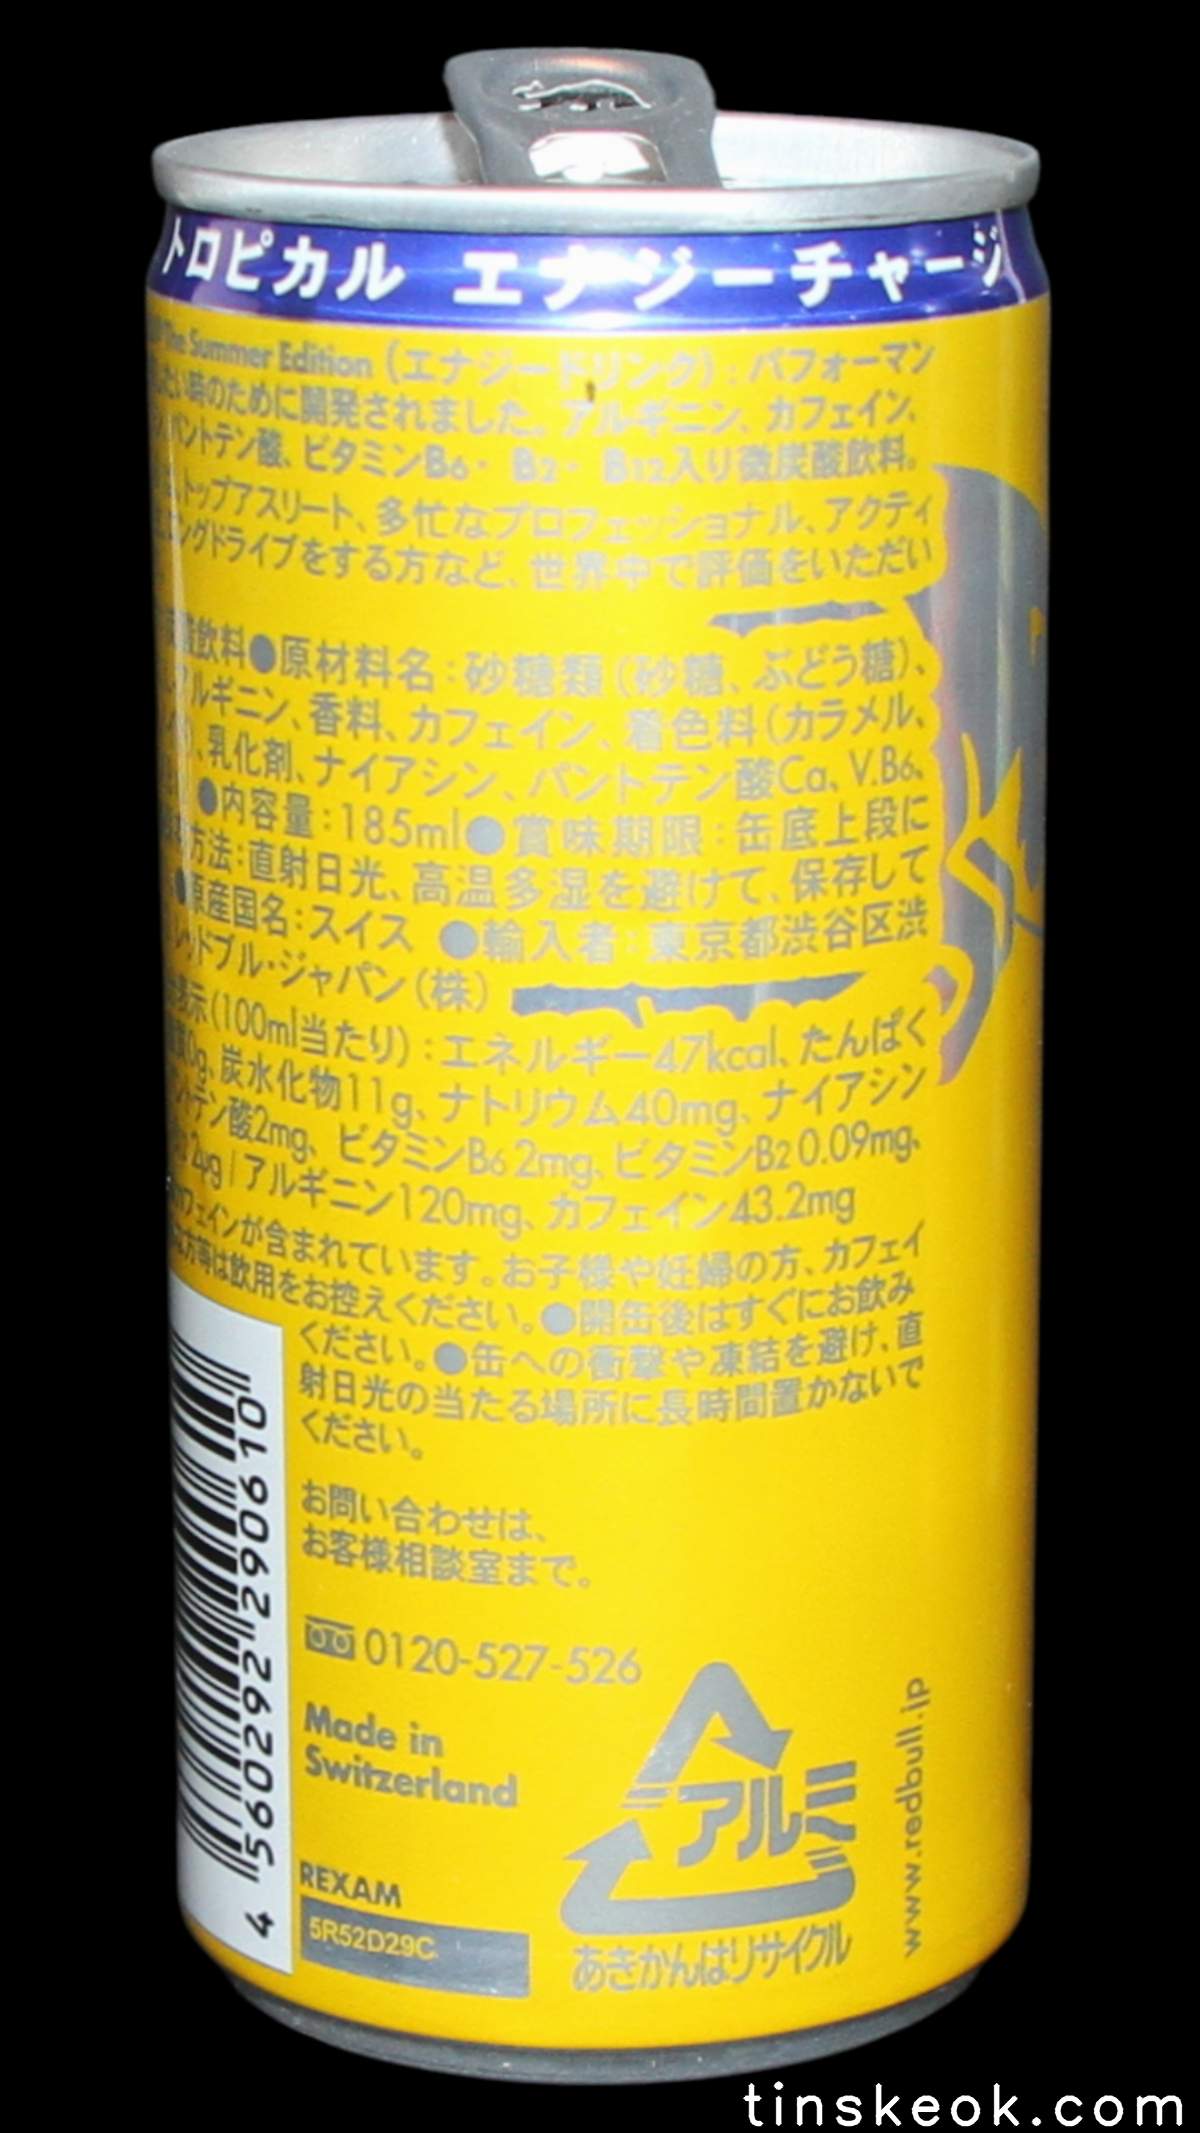 トロピカル エナジーチャージ
The Summer Edition (エナジードリンク):パフォーマン
たい時のために開発されました。アルギニン、カフェイン、
パントテン酸、ビタミンB6・B2・B12入り微炭酸飲料。
トップアスリート、多忙なプロフェッショナル、アクティ
ングドライブをする方など、世界中で評価をいただい
飲料●原材料名:砂糖類(砂糖、ぶどう糖)、
アルギニン、香料、カフェイン、着色料(カラメル、
乳化剤、ナイアシン、パントテン酸Ca、V.B6、
●内容量:185ml●賞味期限:缶底上段に
方法:直射日光、高温多湿を避けて、保存して
●原産国名:スイス ●輸入者:東京都渋谷区渋
レッドブル・ジャパン(株)
表示(100ml当たり):エネルギー47kcal、たんぱく
0g、炭水化物11g、ナトリウム40mg、ナイアシン
テン酸2mg、ビタミンB6 2mg、ビタミンB2 0.09mg、
2μg/アルギニン120mg、カフェイン43.2mg
カフェインが含まれています。お子様や妊婦の方、カフェイ
方等は飲用をお控えください。●開缶後はすぐにお飲み
ください。●缶への衝撃や凍結を避け、直
射日光の当たる場所に長時間置かないで
ください。
お問い合わせは、
お客様相談室まで。
0120-527-526
Made in
Switzerland
REXAM
5R52D29C
4 560292 290610
アルミ
あきかんはリサイクル
www.redbull.jp
tinskeok.com